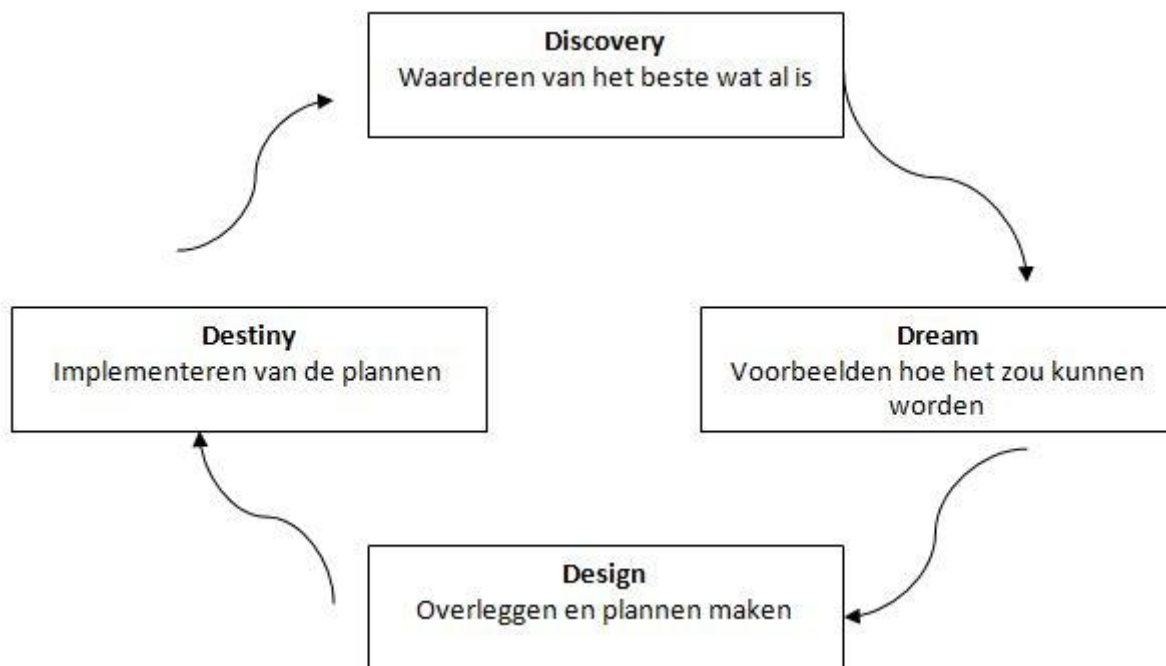 Discovery
Waarderen van het beste wat al is
Destiny
Implementeren van de plannen
Dream
Voorbeelden hoe het zou kunnen
worden
Design
Overleggen en plannen maken